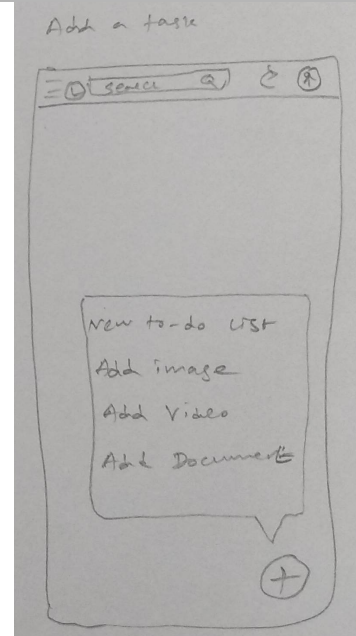 Add a task
L search
New to-do list
Add image
Add Video
Add Document